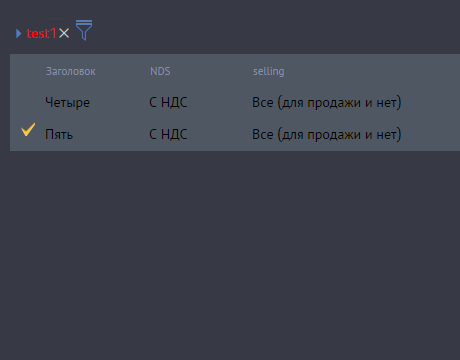 test1
Заголовок NDS selling
Четыре С НДС Все (для продажи и нет)
Пять С НДС Все (для продажи и нет)